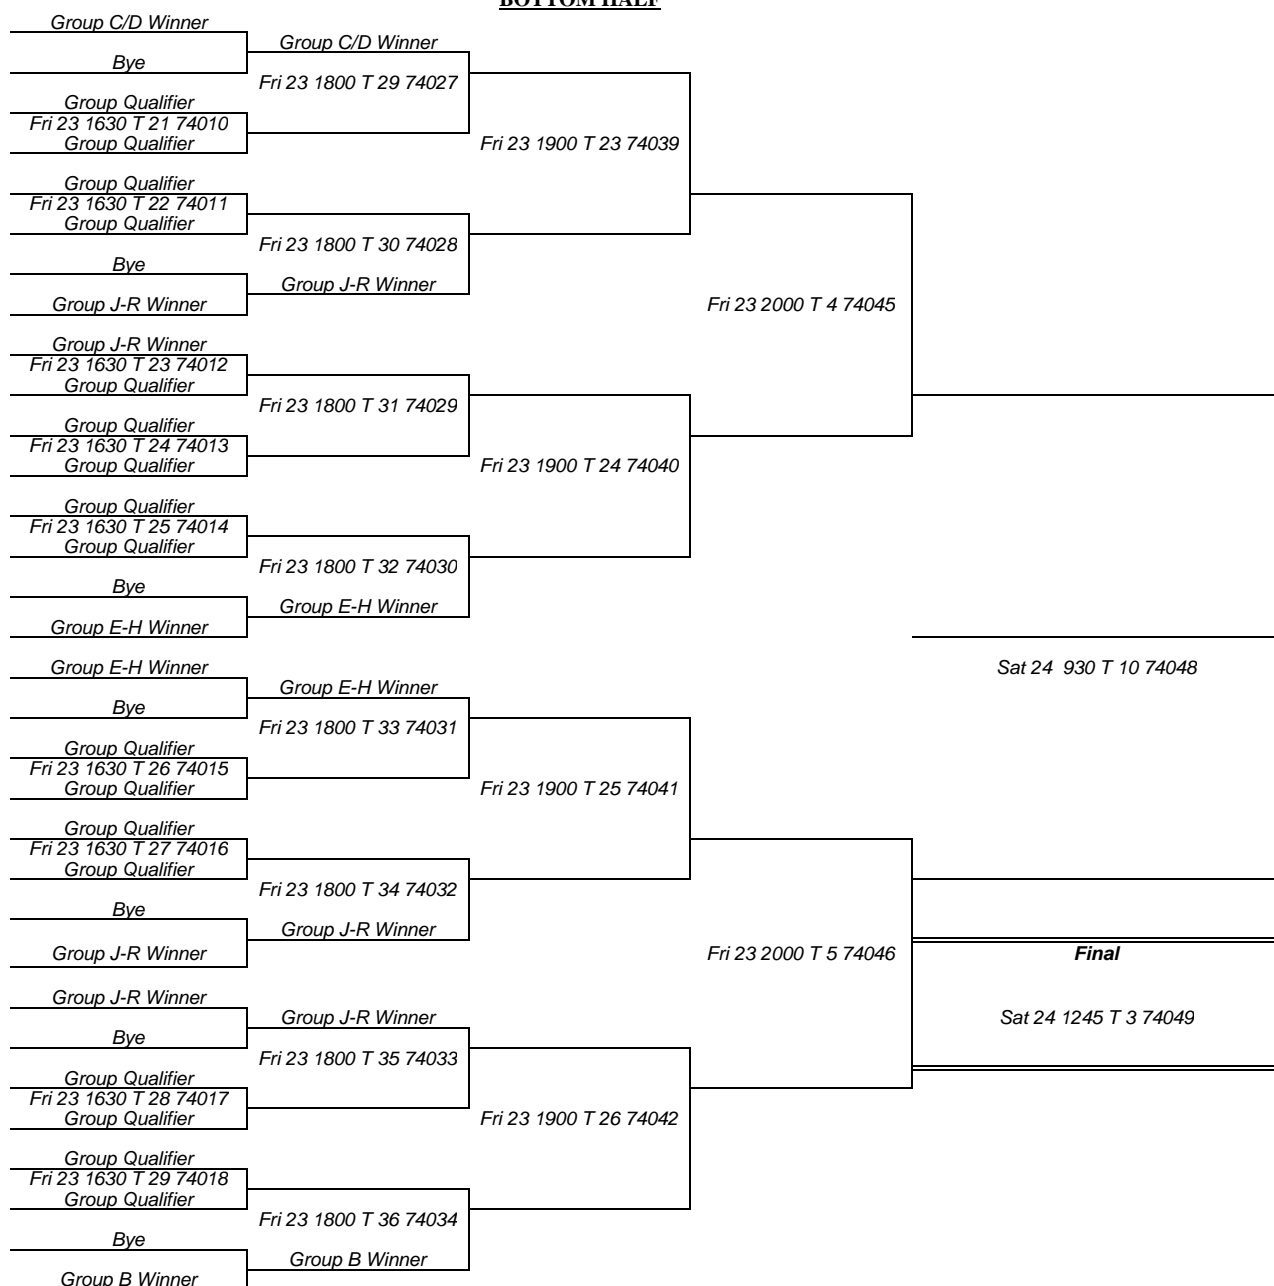 BOTTOM HALF
Group C/D Winner
Group C/D Winner
Bye
Fri 23 1800 T 29 74027
Group Qualifier
Fri 23 1630 T 21 74010
Group Qualifier
Fri 23 1900 T 23 74039
Group Qualifier
Fri 23 1630 T 22 74011
Group Qualifier
Fri 23 1800 T 30 74028
Bye
Group J-R Winner
Group J-R Winner
Fri 23 2000 T 4 74045
Group J-R Winner
Fri 23 1630 T 23 74012
Group Qualifier
Fri 23 1800 T 31 74029
Group Qualifier
Fri 23 1630 T 24 74013
Group Qualifier
Fri 23 1900 T 24 74040
Group Qualifier
Fri 23 1630 T 25 74014
Group Qualifier
Fri 23 1800 T 32 74030
Bye
Group E-H Winner
Group E-H Winner
Group E-H Winner
Sat 24 930 T 10 74048
Group E-H Winner
Bye
Fri 23 1800 T 33 74031
Group Qualifier
Fri 23 1630 T 26 74015
Group Qualifier
Fri 23 1900 T 25 74041
Group Qualifier
Fri 23 1630 T 27 74016
Group Qualifier
Fri 23 1800 T 34 74032
Bye
Group J-R Winner
Group J-R Winner
Fri 23 2000 T 5 74046
Final
Group J-R Winner
Group J-R Winner
Sat 24 1245 T 3 74049
Bye
Fri 23 1800 T 35 74033
Group Qualifier
Fri 23 1630 T 28 74017
Group Qualifier
Fri 23 1900 T 26 74042
Group Qualifier
Fri 23 1630 T 29 74018
Group Qualifier
Fri 23 1800 T 36 74034
Bye
Group B Winner
Group B Winner